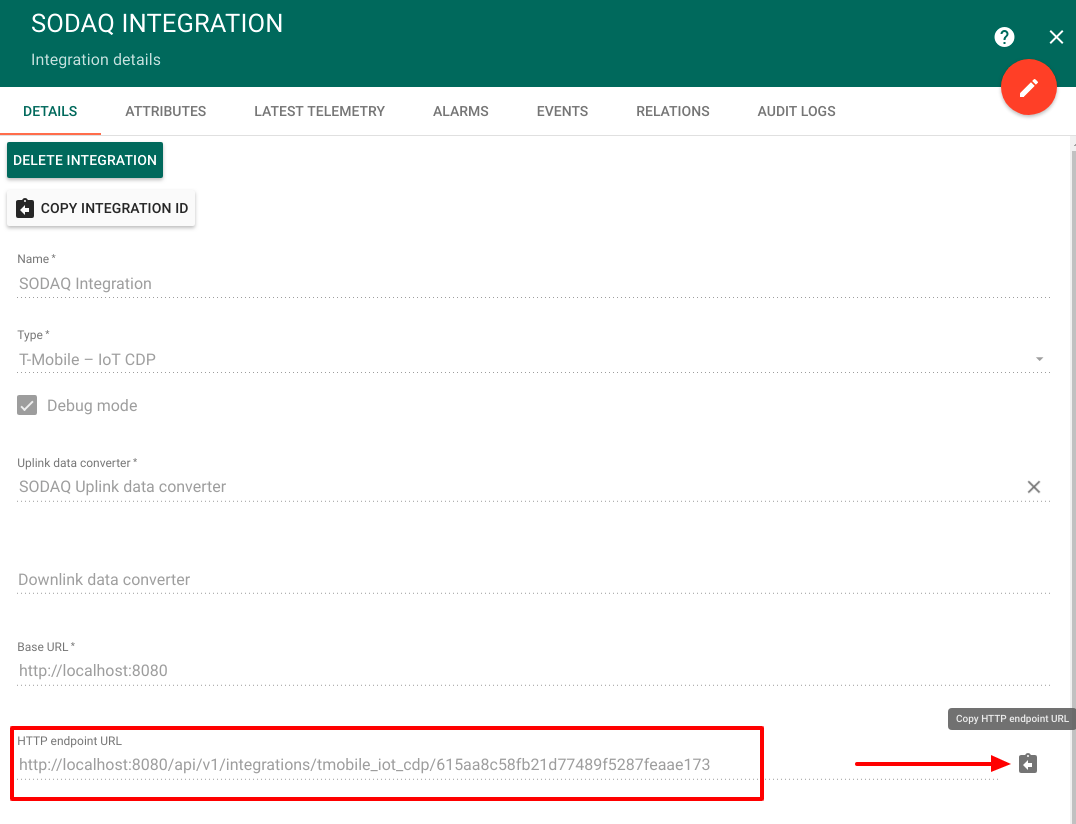 SODAQ INTEGRATION
Integration details
DETAILS ATTRIBUTES LATEST TELEMETRY ALARMS EVENTS RELATIONS AUDIT LOGS
DELETE INTEGRATION
COPY INTEGRATION ID
Name *
SODAQ Integration
Type *
T-Mobile – IoT CDP
Debug mode
Uplink data converter *
SODAQ Uplink data converter
Downlink data converter
Base URL *
http://localhost:8080
Copy HTTP endpoint URL
HTTP endpoint URL
http://localhost:8080/api/v1/integrations/tmobile_iot_cdp/615aa8c58fb21d77489f5287feaae173